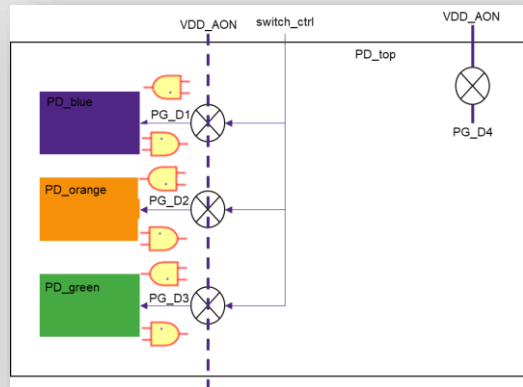 VDD_AON
switch_ctrl
VDD_AON
PD_top
PD_blue
PG_D1
PG_D4
PD_orange
PG_D2
PD_green
PG_D3